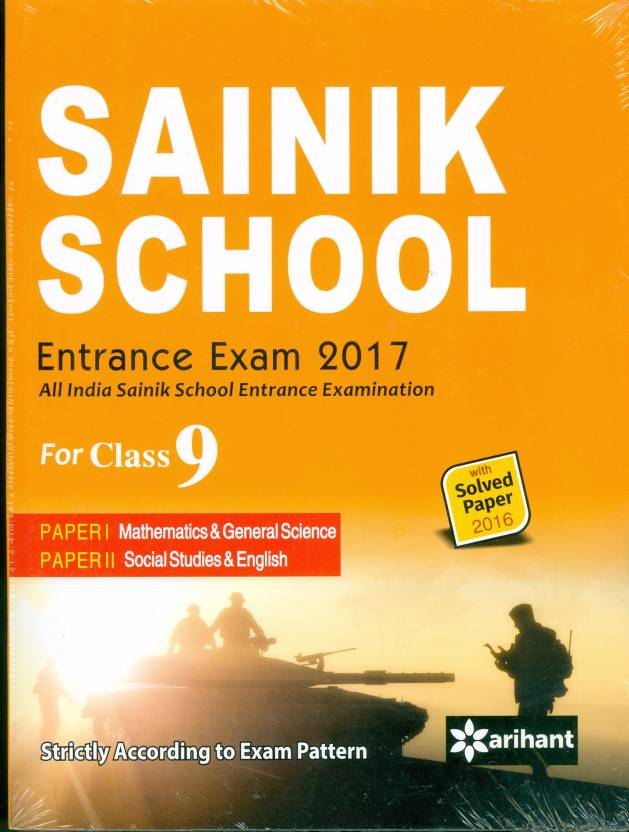 SAINIK
SCHOOL
Entrance Exam 2017
All India Sainik School Entrance Examination
For Class 9
with
Solved
Paper
2016
PAPER I Mathematics & General Science
PAPER II Social Studies & English
Strictly According to Exam Pattern
arihant